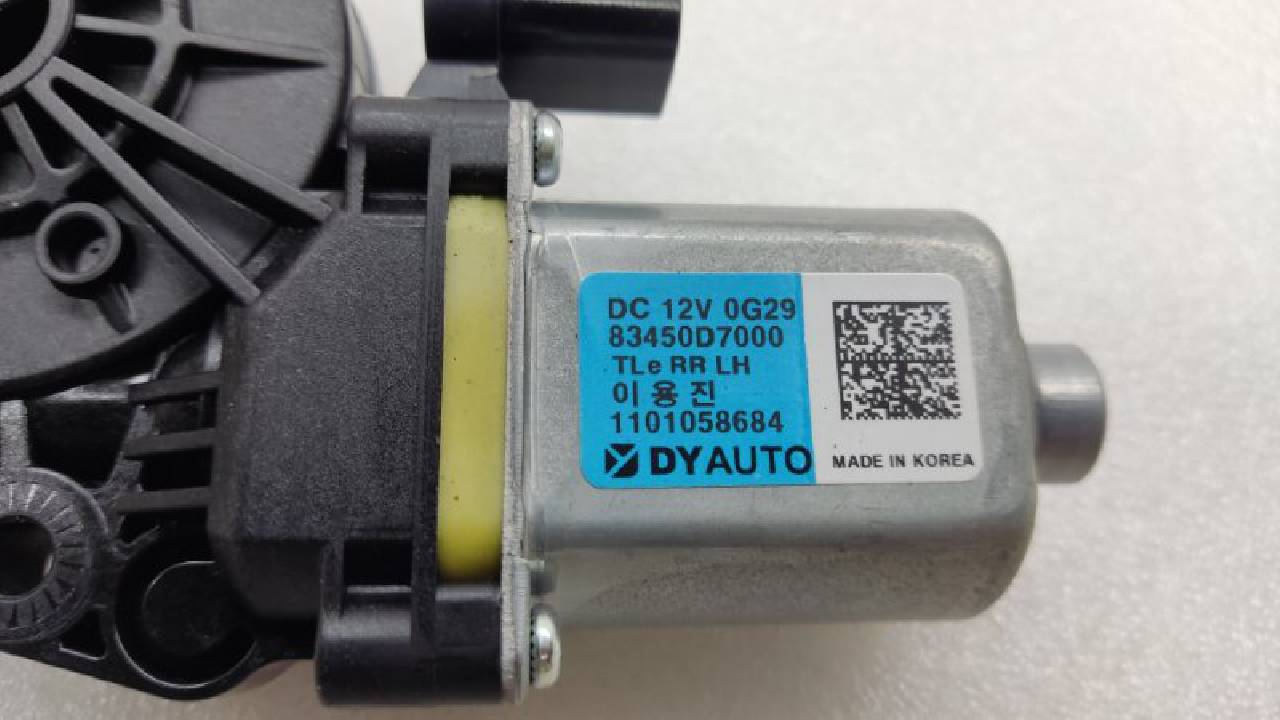 DC 12V 0G29
83450D7000
TLe RR LH
이 용 진
1101058684
DYAUTO
MADE IN KOREA